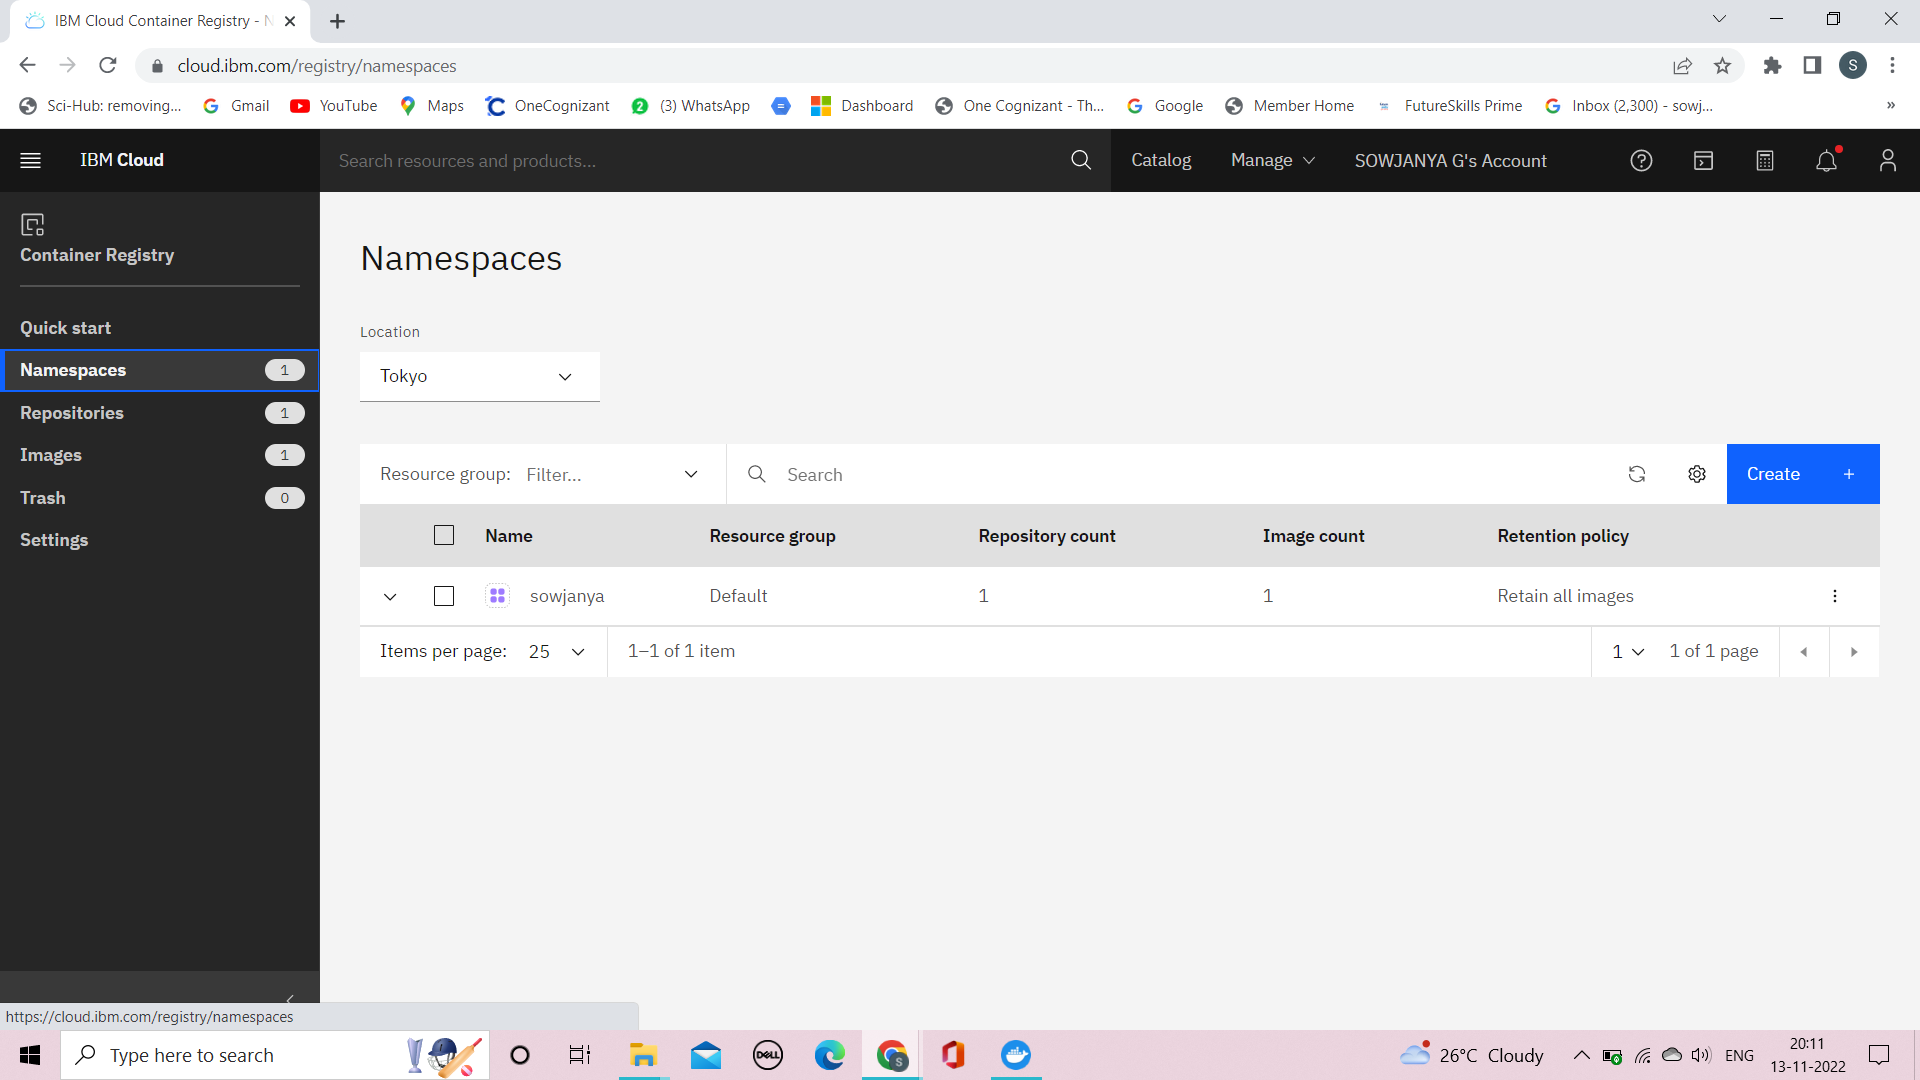 IBM Cloud Container Registry - N
cloud.ibm.com/registry/namespaces
S
Sci-Hub: removing... Gmail YouTube Maps OneCognizant 2 (3) WhatsApp Dashboard One Cognizant - Th... Google Member Home FutureSkills Prime Inbox (2,300) - sowj... »
IBM Cloud Search resources and products... Catalog Manage SOWJANYA G's Account
Container Registry
Quick start
Namespaces 1
Repositories 1
Images 1
Trash 0
Settings
Namespaces
Location
Tokyo
Resource group: Filter... Search Create +
Name Resource group Repository count Image count Retention policy
sowjanya Default 1 1 Retain all images
Items per page: 25 1–1 of 1 item 1 1 of 1 page
https://cloud.ibm.com/registry/namespaces
Type here to search DELL S 26°C Cloudy ENG 20:11
13-11-2022